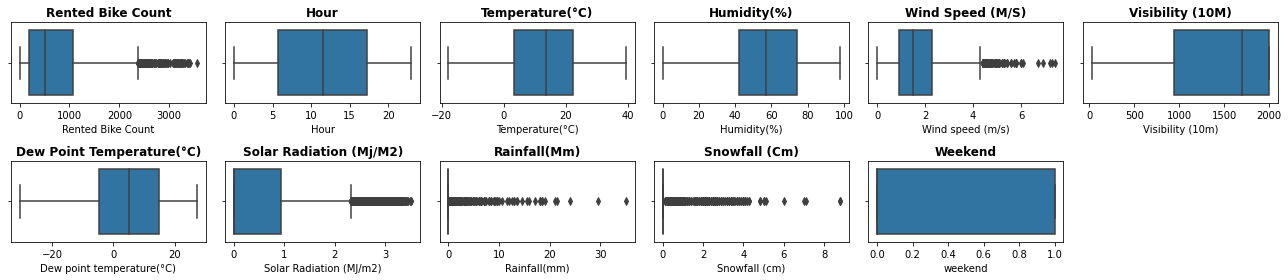 Rented Bike Count
Hour
Temperature(°C)
Humidity(%)
Wind Speed (M/S)
Visibility (10M)
0 1000 2000 3000
0 5 10 15 20
−20 0 20 40
0 20 40 60 80 100
0 2 4 6
0 500 1000 1500 2000
Rented Bike Count
Hour
Temperature(°C)
Humidity(%)
Wind speed (m/s)
Visibility (10m)
Dew Point Temperature(°C)
Solar Radiation (Mj/M2)
Rainfall(Mm)
Snowfall (Cm)
Weekend
−20 0 20
0 1 2 3
0 10 20 30
0 2 4 6 8
0.0 0.2 0.4 0.6 0.8 1.0
Dew point temperature(°C)
Solar Radiation (MJ/m2)
Rainfall(mm)
Snowfall (cm)
weekend